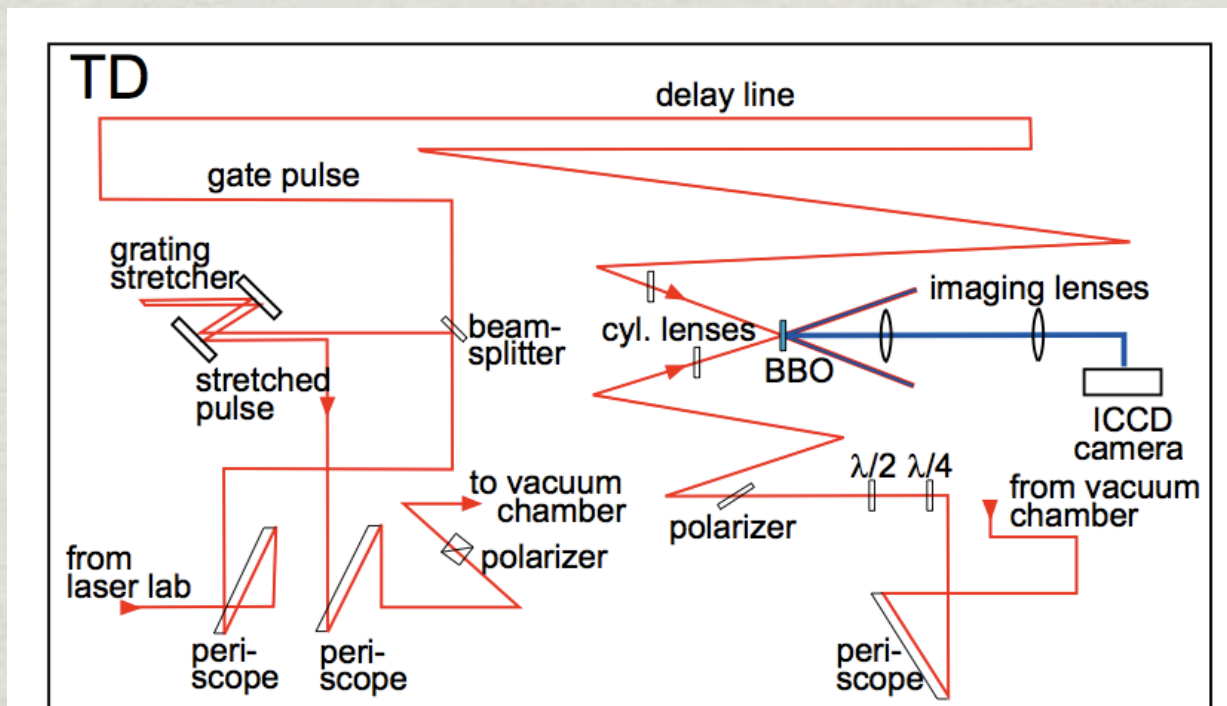 TD
delay line
gate pulse
grating
stretcher
beam-
splitter
stretched
pulse
cyl. lenses
BBO
imaging lenses
ICCD
camera
λ/2 λ/4
to vacuum
chamber
polarizer
polarizer
from vacuum
chamber
from
laser lab
peri-
scope
peri-
scope
peri-
scope